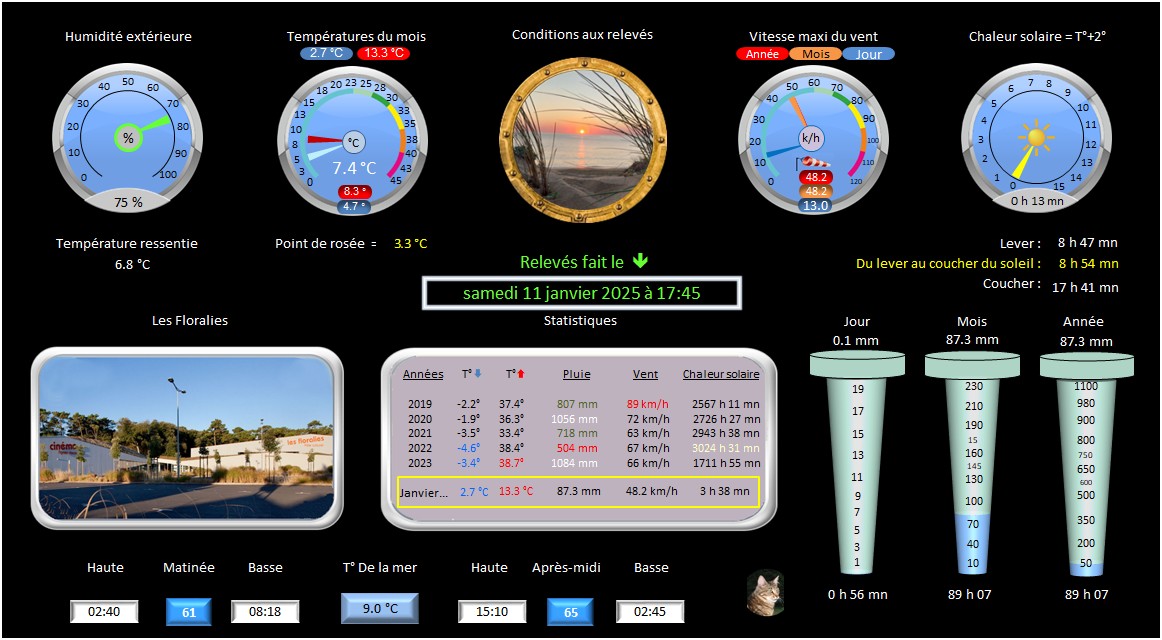 Humidité extérieure
Températures du mois
2.7 °C 13.3 °C
Conditions aux relevés
Vitesse maxi du vent
Année Mois Jour
Chaleur solaire = T°+2°
0 10 20 30 40 50 60 70 80 90 100
%
75 %
0 3 5 8 10 13 15 18 20 23 25 28 30 33 35 38 40 43 45
°C
7.4 °C
8.3 °
4.7 °
0 10 20 30 40 50 60 70 80 90 100 110 120
k/h
48.2
48.2
13.0
0 1 2 3 4 5 6 7 8 9 10 11 12 13 14 15
0 h 13 mn
Température ressentie
6.8 °C
Point de rosée = 3.3 °C
Relevés fait le
samedi 11 janvier 2025 à 17:45
Lever : 8 h 47 mn
Du lever au coucher du soleil : 8 h 54 mn
Coucher : 17 h 41 mn
Les Floralies
cinémc
les floralies
Statistiques
Années T° T° Pluie Vent Chaleur solaire
2019 -2.2° 37.4° 807 mm 89 km/h 2567 h 11 mn
2020 -1.9° 36.3° 1056 mm 72 km/h 2726 h 27 mn
2021 -3.5° 33.4° 718 mm 63 km/h 2943 h 38 mn
2022 -4.6° 38.4° 504 mm 67 km/h 3024 h 31 mn
2023 -3.4° 38.7° 1084 mm 66 km/h 1711 h 55 mn
Janvier... 2.7 °C 13.3 °C 87.3 mm 48.2 km/h 3 h 38 mn
Jour
0.1 mm
19
17
15
13
11
9
7
5
3
1
0 h 56 mn
Mois
87.3 mm
230
210
190
15
160
145
130
100
70
40
10
89 h 07
Année
87.3 mm
1100
980
900
800
750
650
600
500
350
200
50
89 h 07
Haute Matinée Basse T° De la mer Haute Après-midi Basse
02:40 61 08:18 9.0 °C 15:10 65 02:45